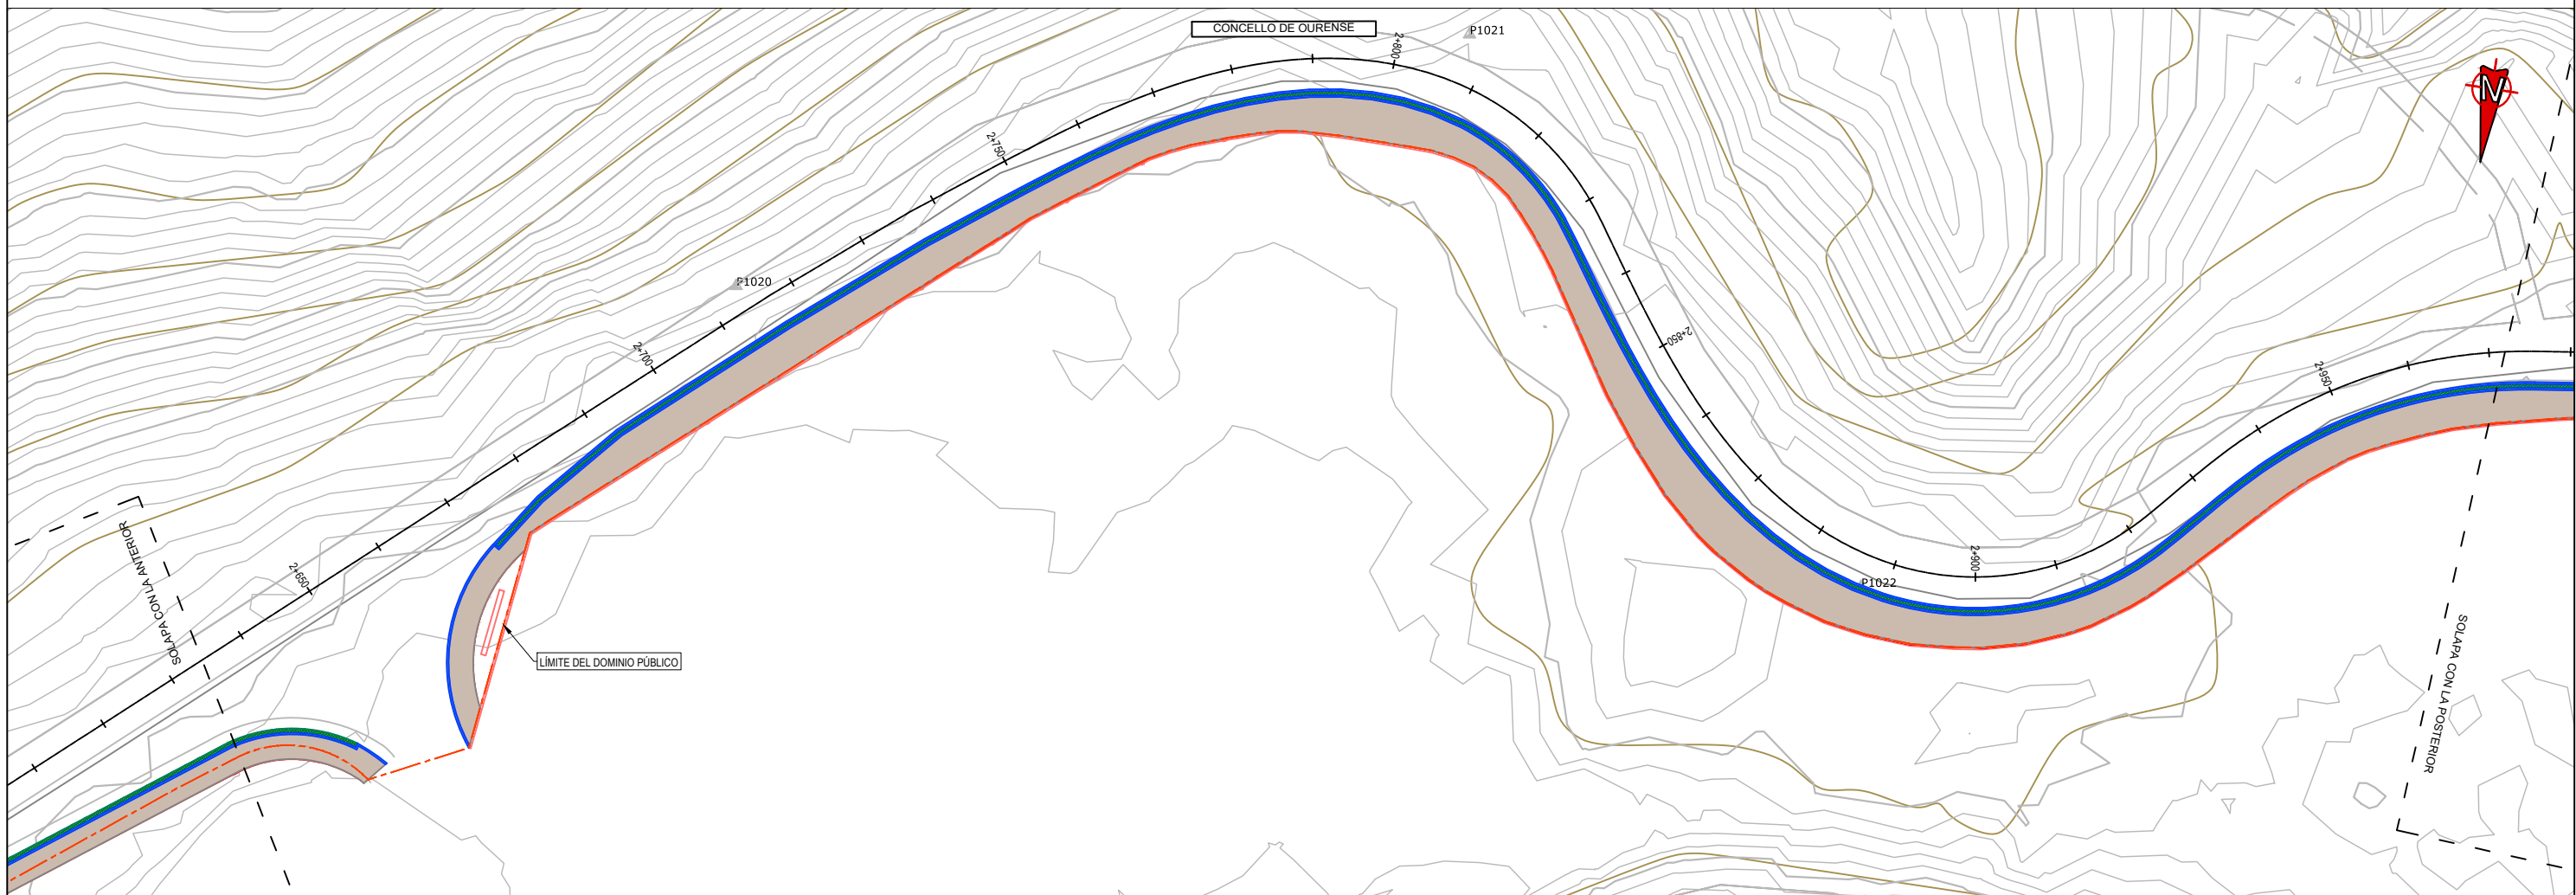 CONCELLO DE OURENSE
P1021
2+800
N
2+750
P1020
2+850
2+700
2+950
SOLAPA CON LA ANTERIOR
2+650
2+900
P1022
LÍMITE DEL DOMINIO PÚBLICO
SOLAPA CON LA POSTERIOR